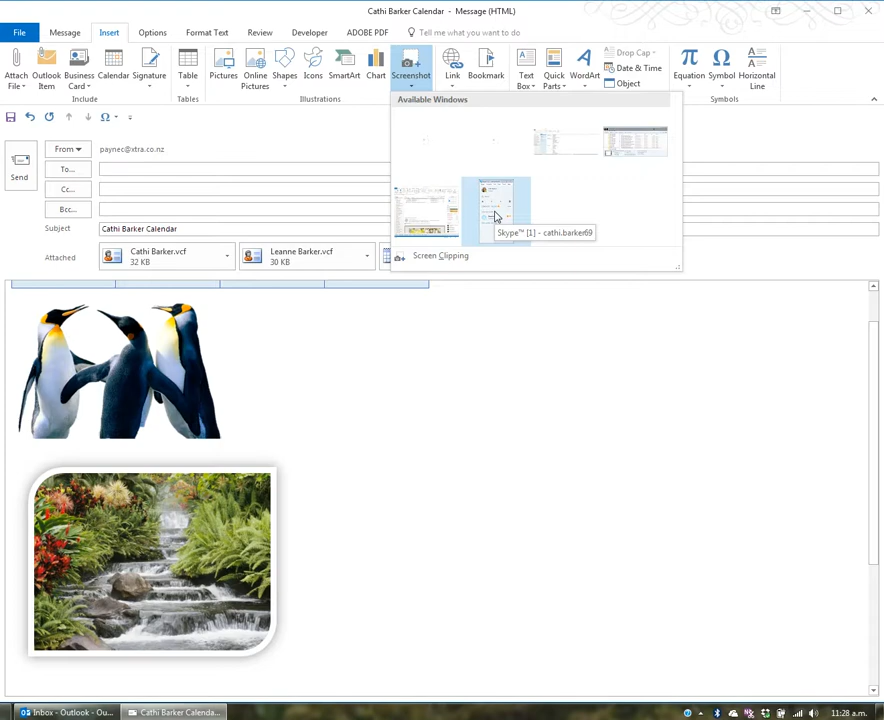 Cathi Barker Calendar - Message (HTML)
File Message Insert Options Format Text Review Developer ADOBE PDF Tell me what you want to do
Attach File Outlook Item Business Card Calendar Signature Table Pictures Online Pictures Shapes Icons SmartArt Chart Screenshot Link Bookmark Text Box Quick Parts WordArt Drop Cap Date & Time Object Equation Symbol Horizontal Line
Include Tables Illustrations Symbols
Available Windows
From paynec@xtra.co.nz
To...
Cc...
Bcc...
Send
Subject Cathi Barker Calendar
Attached Cathi Barker.vcf 32 KB Leanne Barker.vcf 30 KB
Skype™ [1] - cathi.barker69
Screen Clipping
Inbox - Outlook - Ou... Cathi Barker Calenda... 11:28 a.m.